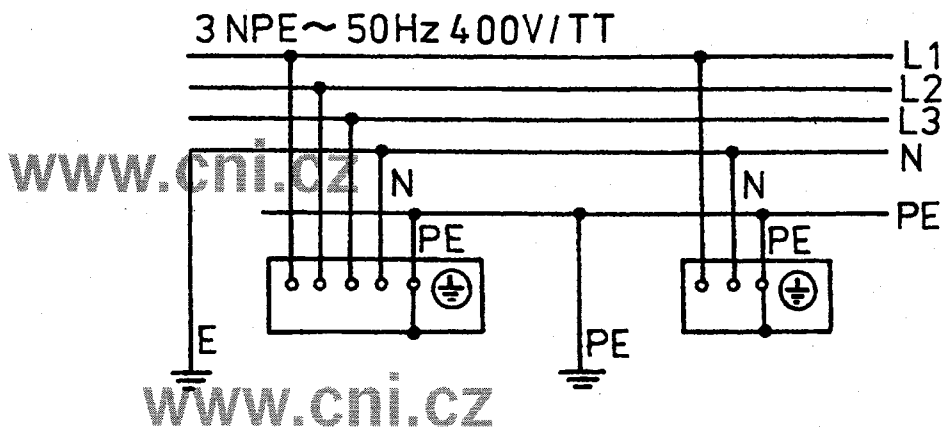 3 NPE ~ 50Hz 400V/TT
L1
L2
L3
N
www.cni.cz
N
N
PE
PE
PE
E
PE
www.cni.cz